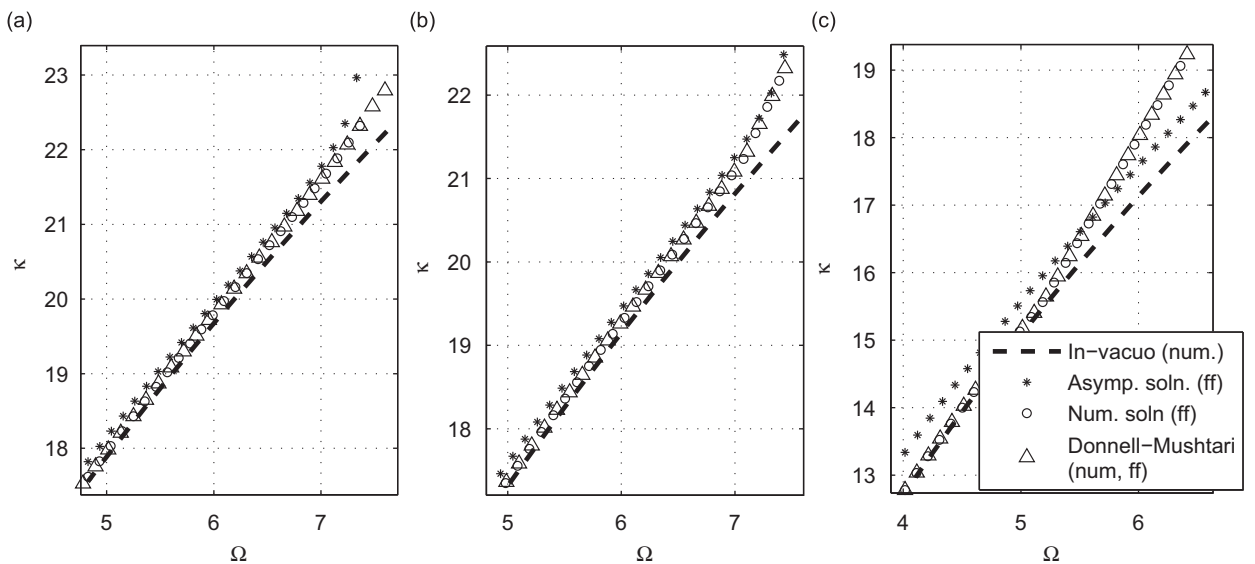 (a)
23
22
21
20
19
18
κ
5
6
7
Ω
(b)
22
21
20
19
18
κ
5
6
7
Ω
(c)
19
18
17
16
15
14
13
κ
4
5
6
Ω
In−vacuo (num.)
Asymp. soln. (ff)
Num. soln (ff)
Donnell−Mushtari
(num, ff)